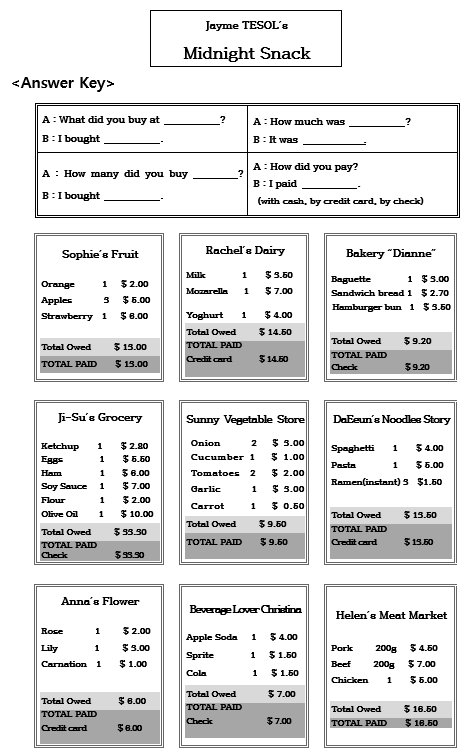 Jayme TESOL's
Midnight Snack
<Answer Key>
A : What did you buy at __________?
B : I bought __________.
A : How much was __________?
B : It was __________.
A : How many did you buy ________?
B : I bought __________.
A : How did you pay?
B : I paid __________.
(with cash, by credit card, by check)
Sophie's Fruit
Orange 1 $ 2.00
Apples 3 $ 5.00
Strawberry 1 $ 6.00
Total Owed $ 13.00
TOTAL PAID $ 13.00
Rachel's Dairy
Milk 1 $ 3.50
Mozarella 1 $ 7.00
Yoghurt 1 $ 4.00
Total Owed $ 14.50
TOTAL PAID
Credit card $ 14.50
Bakery "Dianne"
Baguette 1 $ 3.00
Sandwich bread 1 $ 2.70
Hamburger bun 1 $ 3.50
Total Owed $ 9.20
TOTAL PAID
Check $ 9.20
Ji-Su's Grocery
Ketchup 1 $ 2.80
Eggs 1 $ 5.50
Ham 1 $ 6.00
Soy Sauce 1 $ 7.00
Flour 1 $ 2.00
Olive Oil 1 $ 10.00
Total Owed $ 33.30
TOTAL PAID
Check $ 33.30
Sunny Vegetable Store
Onion 2 $ 3.00
Cucumber 1 $ 1.00
Tomatoes 2 $ 2.00
Garlic 1 $ 3.00
Carrot 1 $ 0.50
Total Owed $ 9.50
TOTAL PAID $ 9.50
DaEeun's Noodles Story
Spaghetti 1 $ 4.00
Pasta 1 $ 5.00
Ramen(instant) 3 $1.50
Total Owed $ 13.50
TOTAL PAID
Credit card $ 13.50
Anna's Flower
Rose 1 $ 2.00
Lily 1 $ 3.00
Carnation 1 $ 1.00
Total Owed $ 6.00
TOTAL PAID
Credit card $ 6.00
Beverage Lover Christina
Apple Soda 1 $ 4.00
Sprite 1 $ 1.50
Cola 1 $ 1.50
Total Owed $ 7.00
TOTAL PAID
Check $ 7.00
Helen's Meat Market
Pork 200g $ 4.50
Beef 200g $ 7.00
Chicken 1 $ 5.00
Total Owed $ 16.50
TOTAL PAID $ 16.50